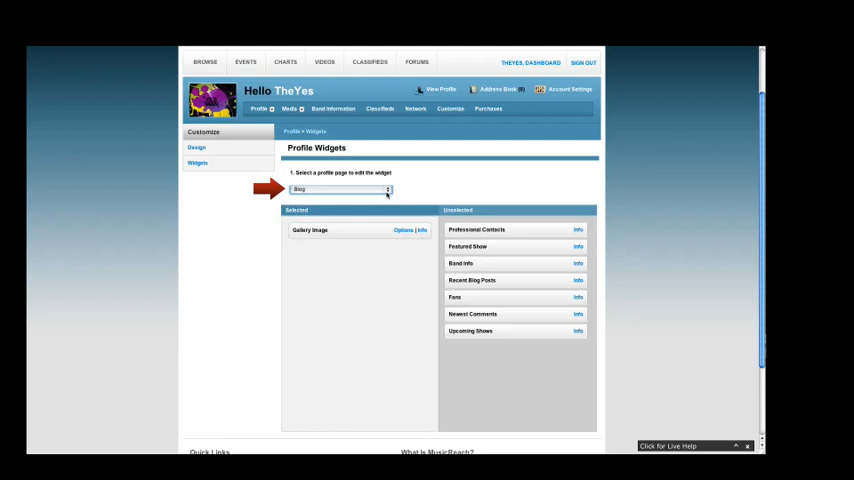 BROWSE EVENTS CHARTS VIDEOS CLASSIFIEDS FORUMS THEYES, DASHBOARD SIGN OUT
Hello TheYes
View Profile Address Book (0) Account Settings
Profile Media Band Information Classifieds Network Customize Purchases
Customize
Design
Widgets
Profile > Widgets
Profile Widgets
1. Select a profile page to edit the widget
Blog
Selected Unselected
Gallery Image Options | Info
Professional Contacts Info
Featured Show Info
Band Info Info
Recent Blog Posts Info
Fans Info
Newest Comments Info
Upcoming Shows Info
Click for Live Help ^ x
Quick Links What Is MusicReach?